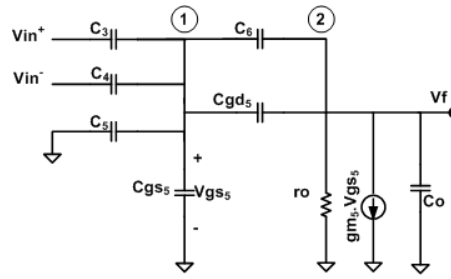 1 2
Vin+ C3 C6
Vin- C4
Cgd5 Vf
C5
+
Cgs5 Vgs5 ro gm5.Vgs5 Co
-